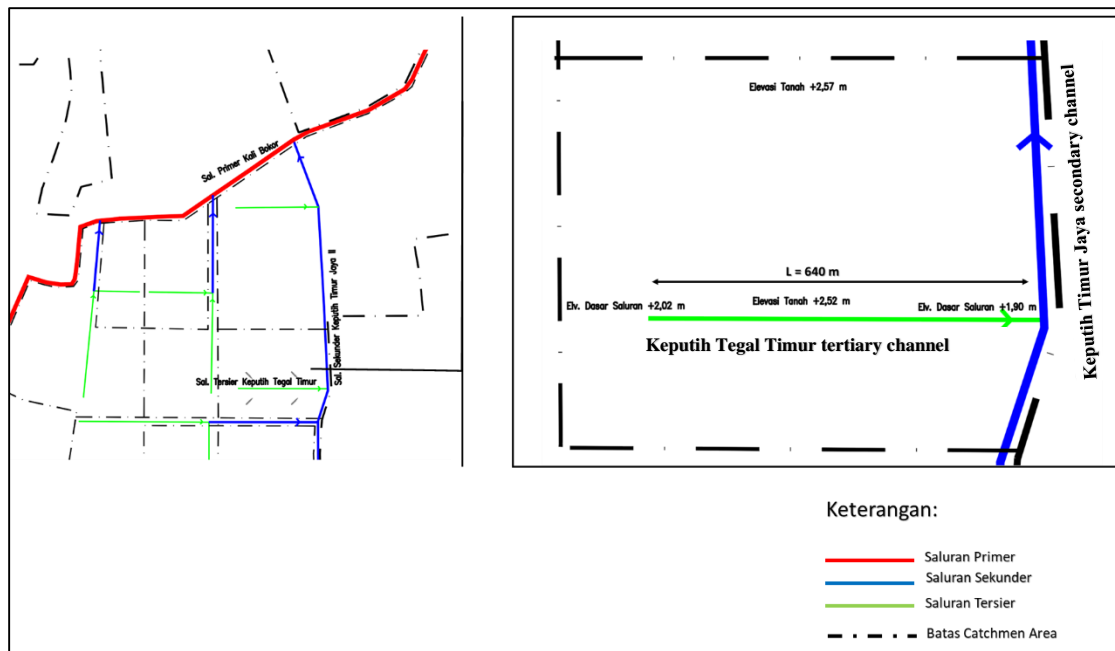 Sal. Primer Kali Bokor
Sal. Sekunder Keputih Timur Jaya II
Sal. Tersier Keputih Tegal Timur
Elevasi Tanah +2,57 m
Keputih Timur Jaya secondary channel
L = 640 m
Elv. Dasar Saluran +2,02 m
Elevasi Tanah +2,52 m
Elv. Dasar Saluran +1,90 m
Keputih Tegal Timur tertiary channel
Keterangan:
Saluran Primer
Saluran Sekunder
Saluran Tersier
Batas Catchmen Area